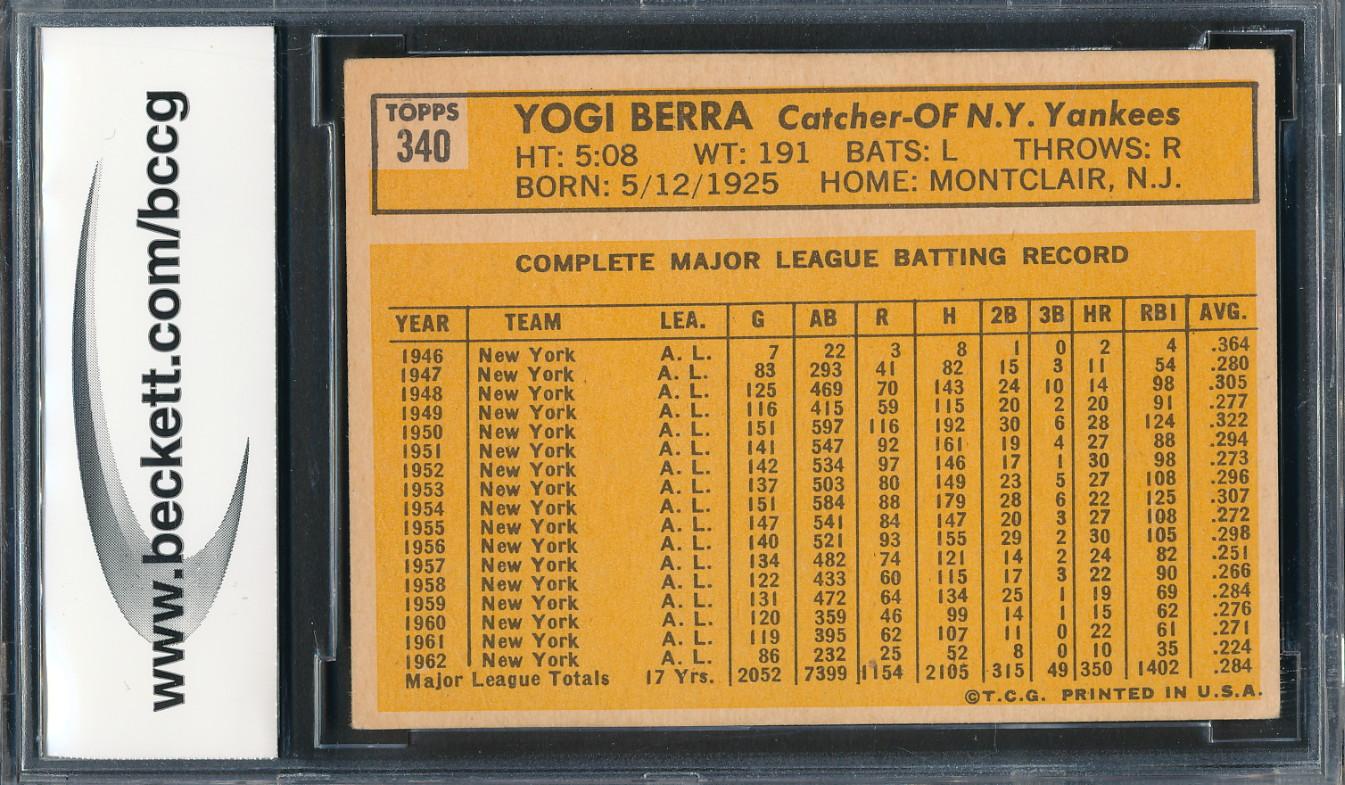 www.beckett.com/bccg
TOPPS
340
YOGI BERRA Catcher-OF N.Y. Yankees
HT: 5:08 WT: 191 BATS: L THROWS: R
BORN: 5/12/1925 HOME: MONTCLAIR, N.J.
COMPLETE MAJOR LEAGUE BATTING RECORD
YEAR TEAM LEA. G AB R H 2B 3B HR RBI AVG.
1946 New York A. L. 7 22 3 8 1 0 2 4 .364
1947 New York A. L. 83 293 41 82 15 3 11 54 .280
1948 New York A. L. 125 469 70 143 24 10 14 98 .305
1949 New York A. L. 116 415 59 115 20 2 20 91 .277
1950 New York A. L. 151 597 116 192 30 6 28 124 .322
1951 New York A. L. 141 547 92 161 19 4 27 88 .294
1952 New York A. L. 142 534 97 146 17 1 30 98 .273
1953 New York A. L. 137 503 80 149 23 5 27 108 .296
1954 New York A. L. 151 584 88 179 28 6 22 125 .307
1955 New York A. L. 147 541 84 147 20 3 27 108 .272
1956 New York A. L. 140 521 93 155 29 2 30 105 .298
1957 New York A. L. 134 482 74 121 14 2 24 82 .251
1958 New York A. L. 122 433 60 115 17 3 22 90 .266
1959 New York A. L. 131 472 64 134 25 1 19 69 .284
1960 New York A. L. 120 359 46 99 14 1 15 62 .276
1961 New York A. L. 119 395 62 107 11 0 22 61 .271
1962 New York A. L. 86 232 25 52 8 0 10 35 .224
Major League Totals 17 Yrs. 2052 7399 1154 2105 315 49 350 1402 .284
©T.C.G. PRINTED IN U.S.A.